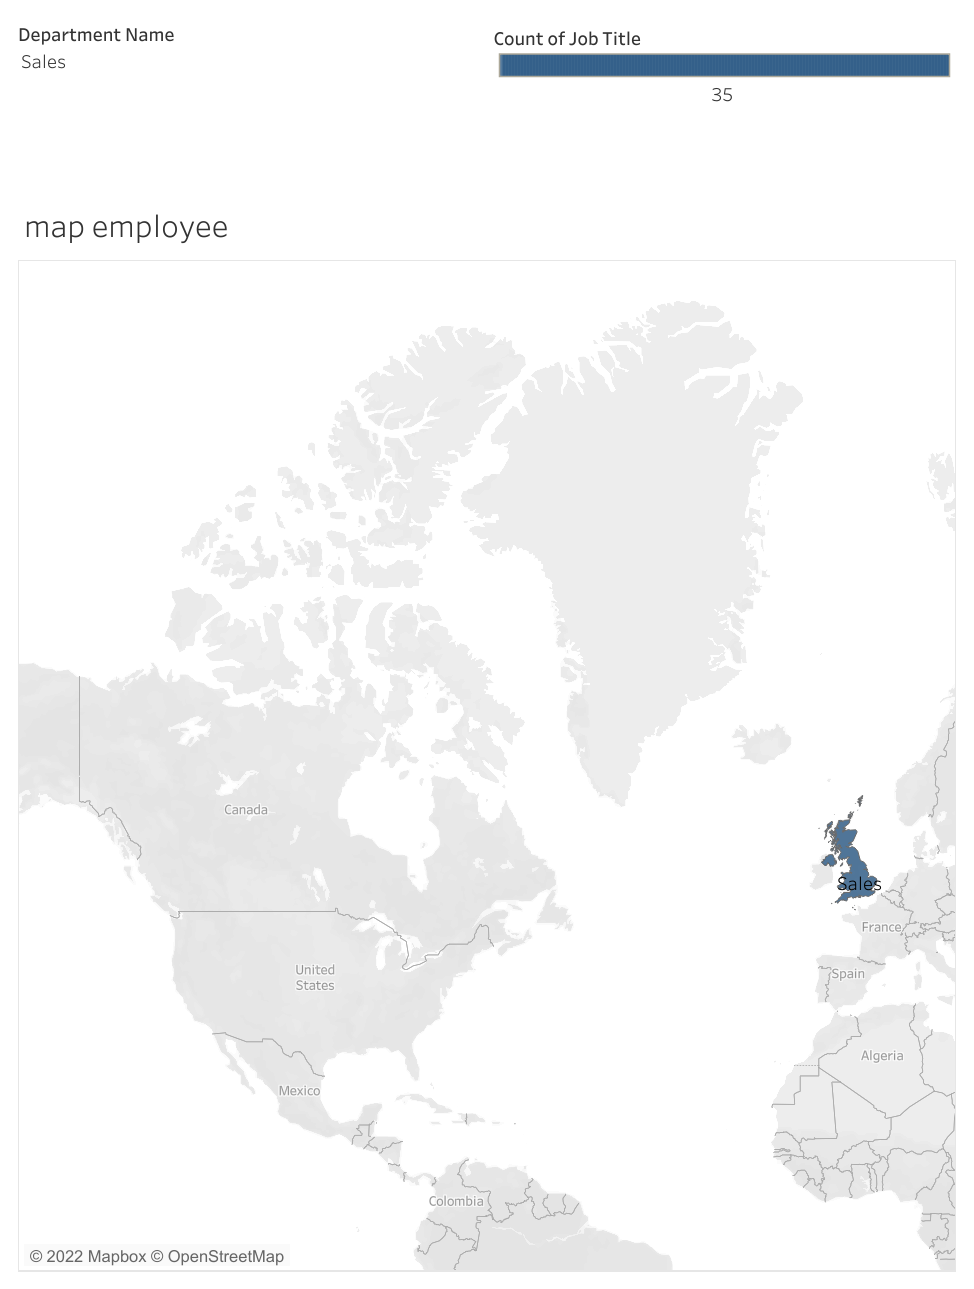 Department Name
Sales
Count of Job Title
35
map employee
Canada
Sales
France
United
States
Spain
Algeria
Mexico
Colombia
© 2022 Mapbox © OpenStreetMap